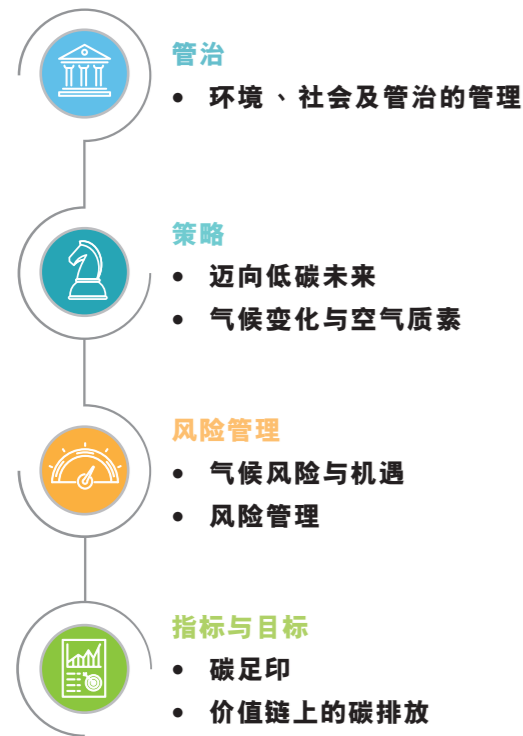 管治
• 环境、社会及管治的管理
策略
• 迈向低碳未来
• 气候变化与空气质素
风险管理
• 气候风险与机遇
• 风险管理
指标与目标
• 碳足印
• 价值链上的碳排放